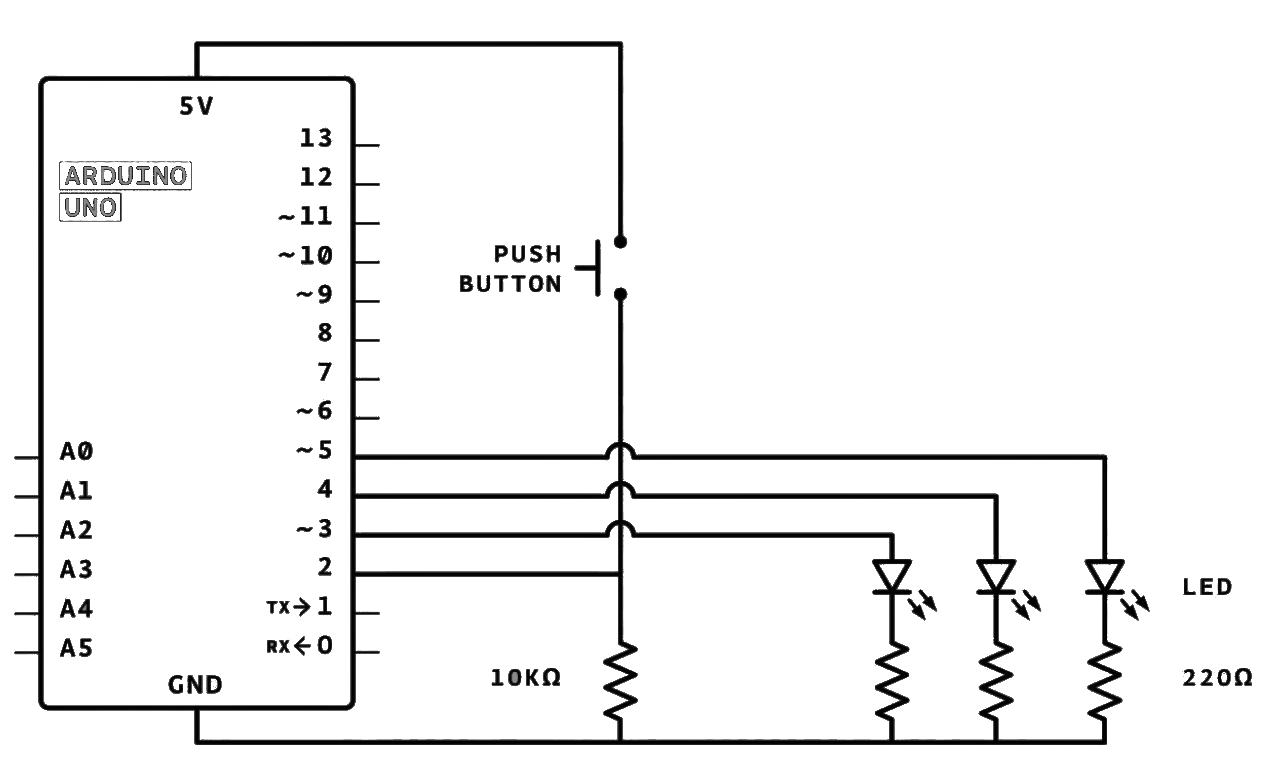 5V
ARDUINO
UNO
13
12
~11
~10
~9
8
7
~6
~5
4
~3
2
TX→1
RX←0
A0
A1
A2
A3
A4
A5
GND
PUSH
BUTTON
10KΩ
LED
220Ω